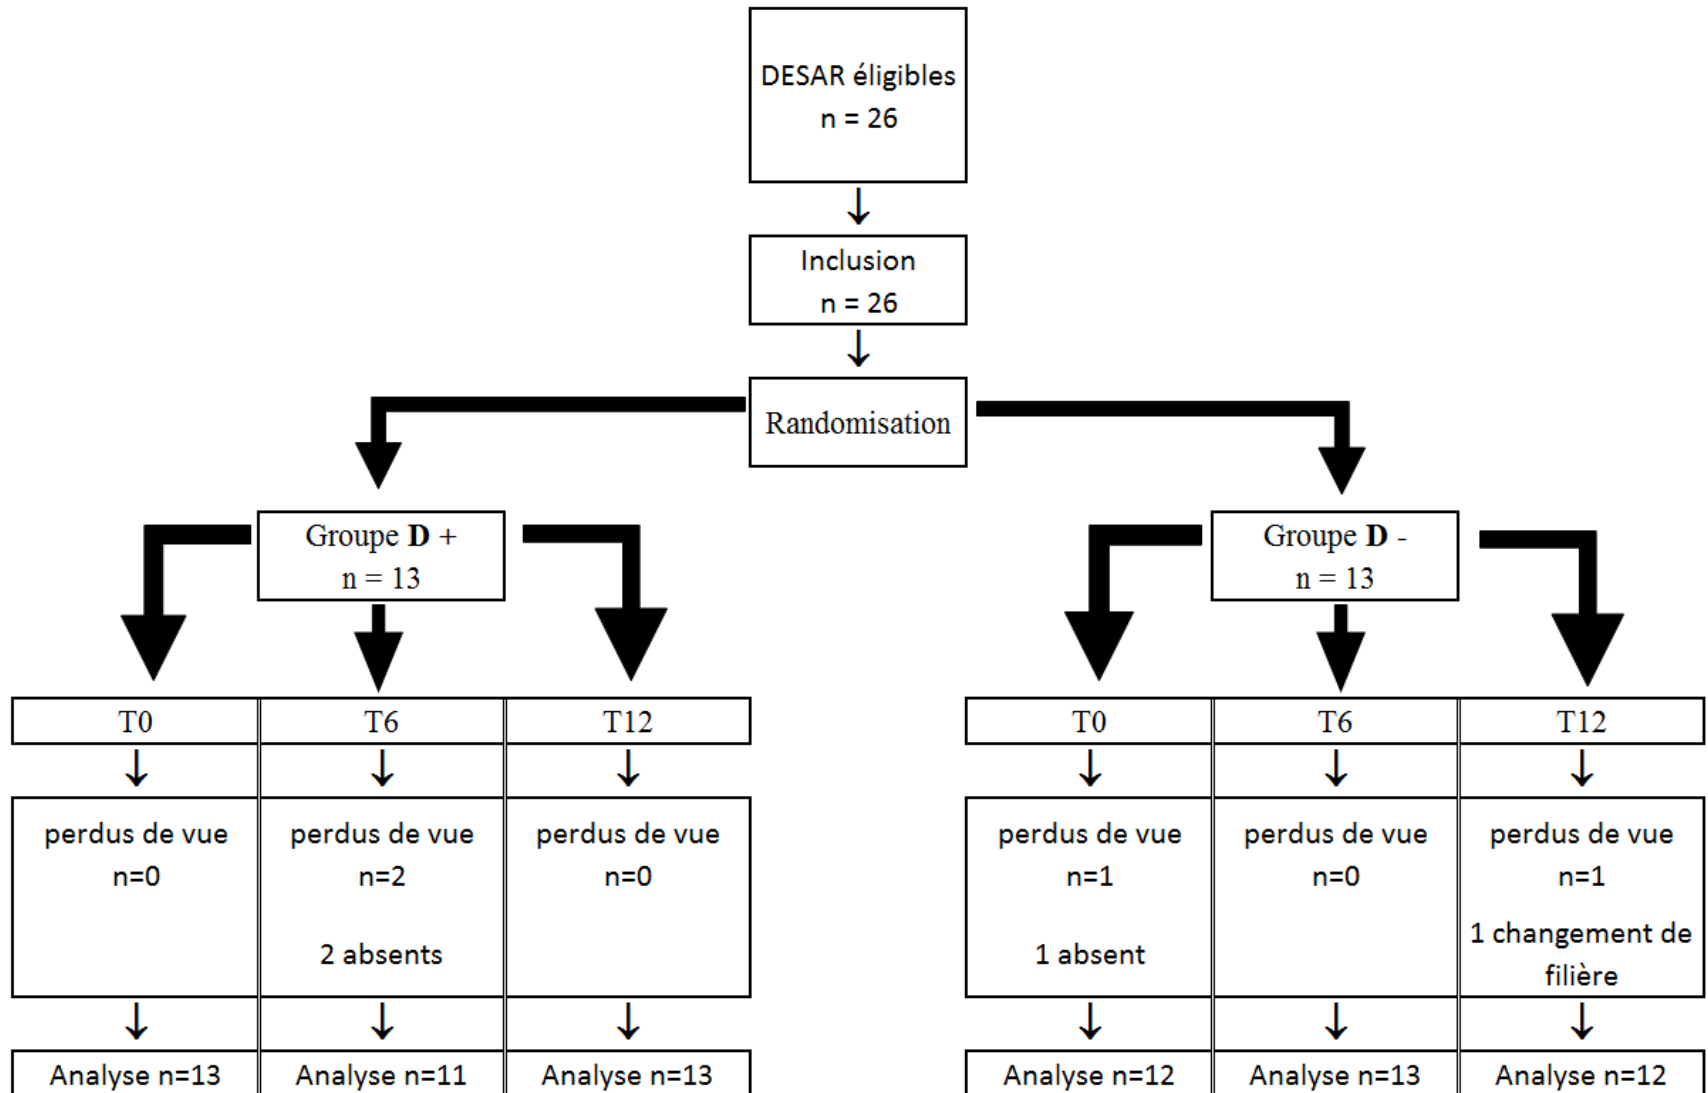 DESAR éligibles
n = 26
Inclusion
n = 26
Randomisation
Groupe D +
n = 13
Groupe D -
n = 13
T0
T6
T12
T0
T6
T12
perdus de vue
n=0
perdus de vue
n=2
2 absents
perdus de vue
n=0
perdus de vue
n=1
1 absent
perdus de vue
n=0
perdus de vue
n=1
1 changement de
filière
Analyse n=13
Analyse n=11
Analyse n=13
Analyse n=12
Analyse n=13
Analyse n=12